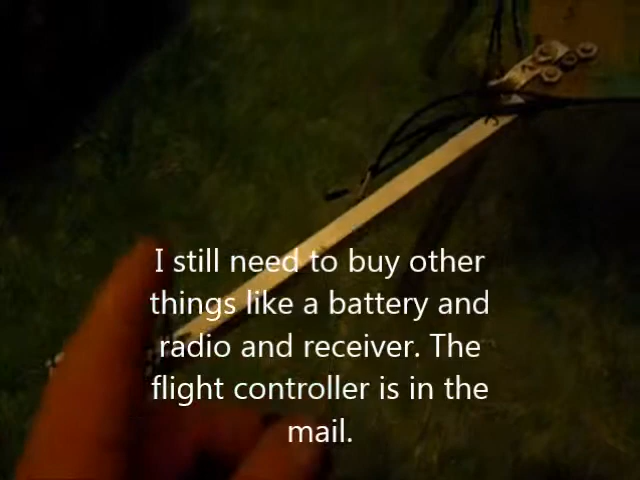 I still need to buy other
things like a battery and
radio and receiver. The
flight controller is in the
mail.